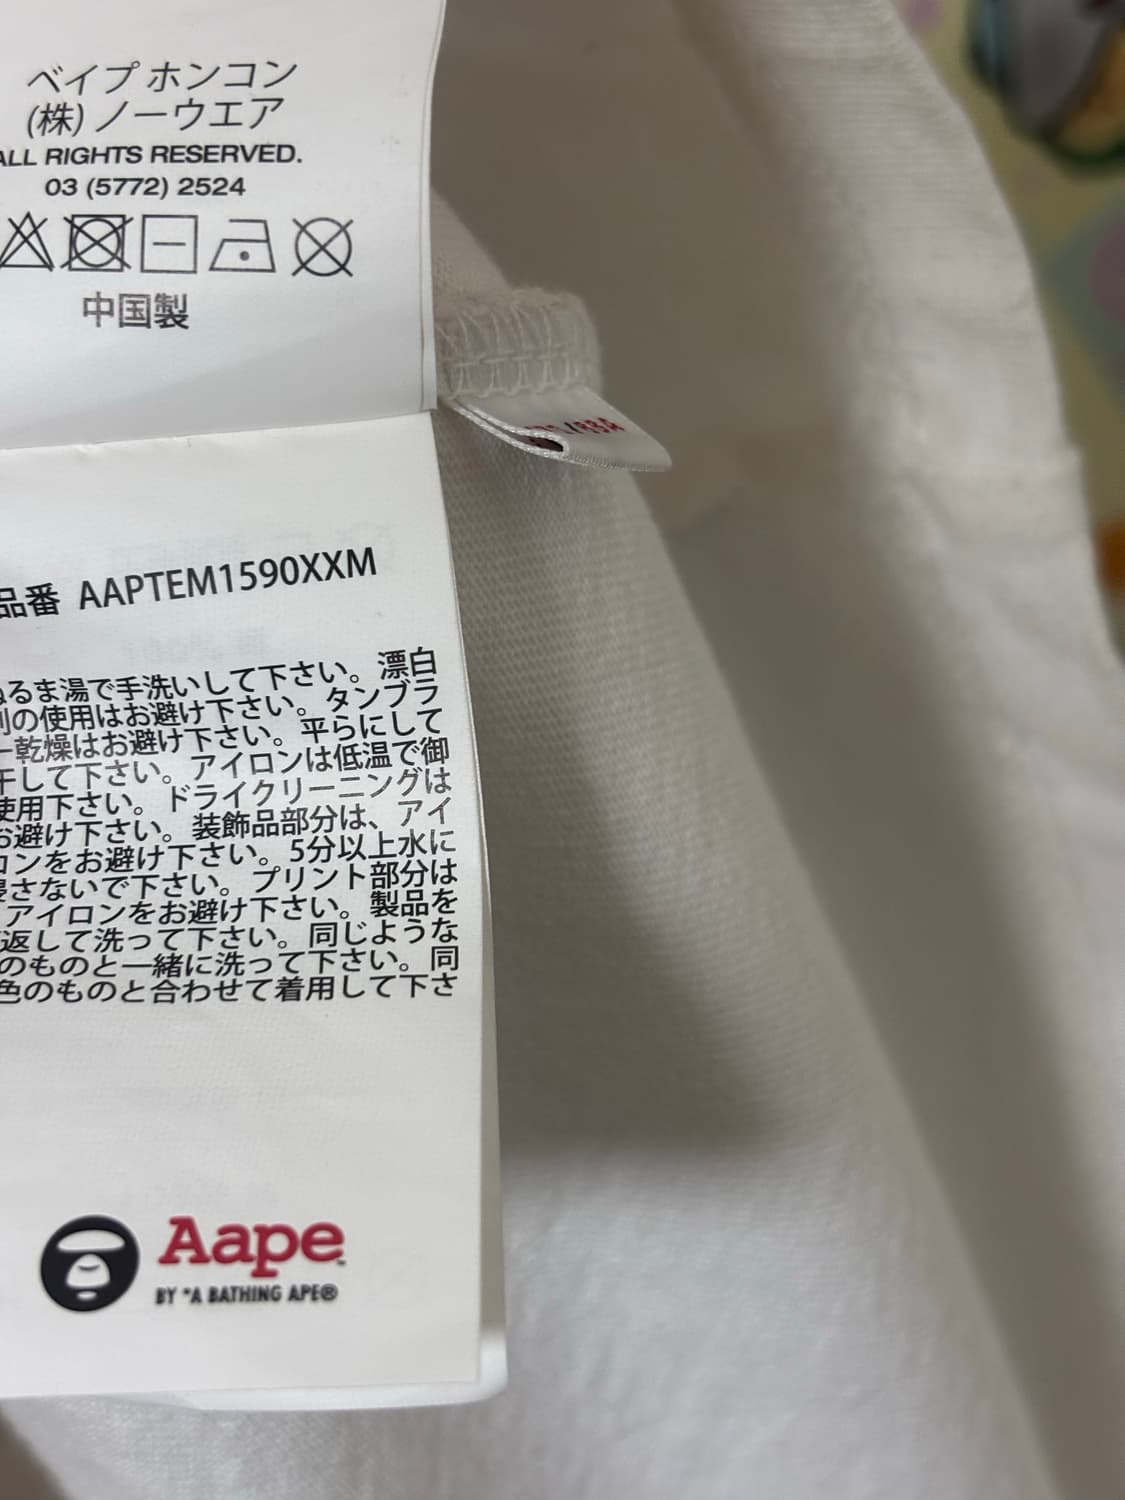 ベイプ ホンコン
(株) ノーウエア
ALL RIGHTS RESERVED.
03 (5772) 2524
中国製
品番 AAPTEM1590XXM
ぬるま湯で手洗いして下さい。漂白
の使用はお避け下さい。タンブラ
ー乾燥はお避け下さい。平らにして
干して下さい。アイロンは低温で御
使用下さい。ドライクリーニングは
お避け下さい。装飾品部分は、アイ
ロンをお避け下さい。5分以上水に
浸さないで下さい。プリント部分は
アイロンをお避け下さい。製品を
返して洗って下さい。同じような
のものと一緒に洗って下さい。同
色のものと合わせて着用して下さ
Aape
BY *A BATHING APE®